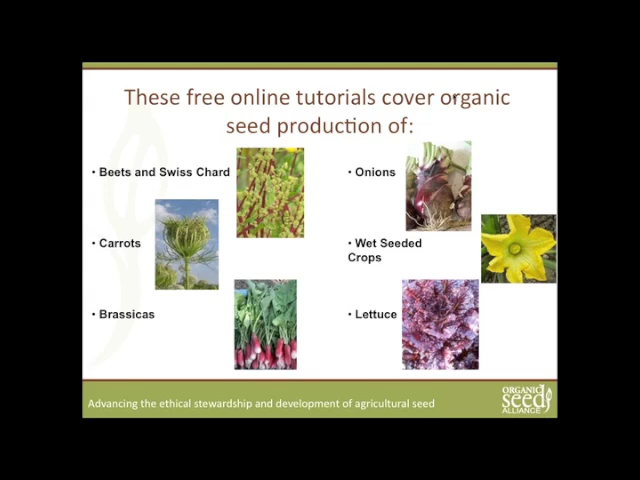 These free online tutorials cover organic
seed production of:
• Beets and Swiss Chard
• Onions
• Carrots
• Wet Seeded
Crops
• Brassicas
• Lettuce
Advancing the ethical stewardship and development of agricultural seed
ORGANIC
seed
ALLIANCE